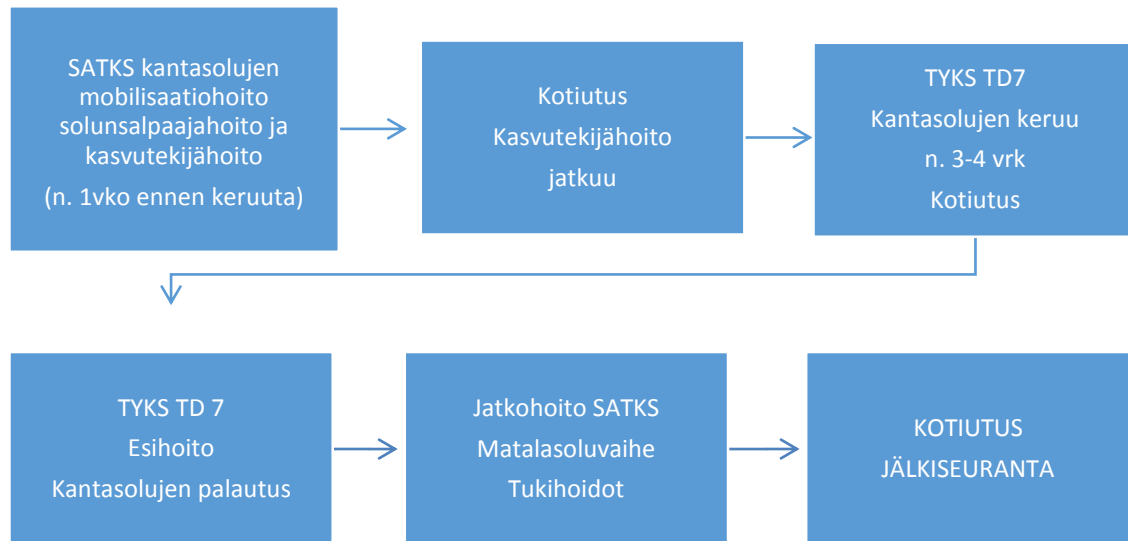 SATKS kantasolujen
mobilisaatiohoito
solunsalpaajahoito ja
kasvutekijähoito
(n. 1vko ennen keruuta)
Kotiutus
Kasvutekijähoito
jatkuu
TYKS TD7
Kantasolujen keruu
n. 3-4 vrk
Kotiutus
TYKS TD 7
Esihoito
Kantasolujen palautus
Jatkohoito SATKS
Matalasoluvaihe
Tukihoidot
KOTIUTUS
JÄLKISEURANTA